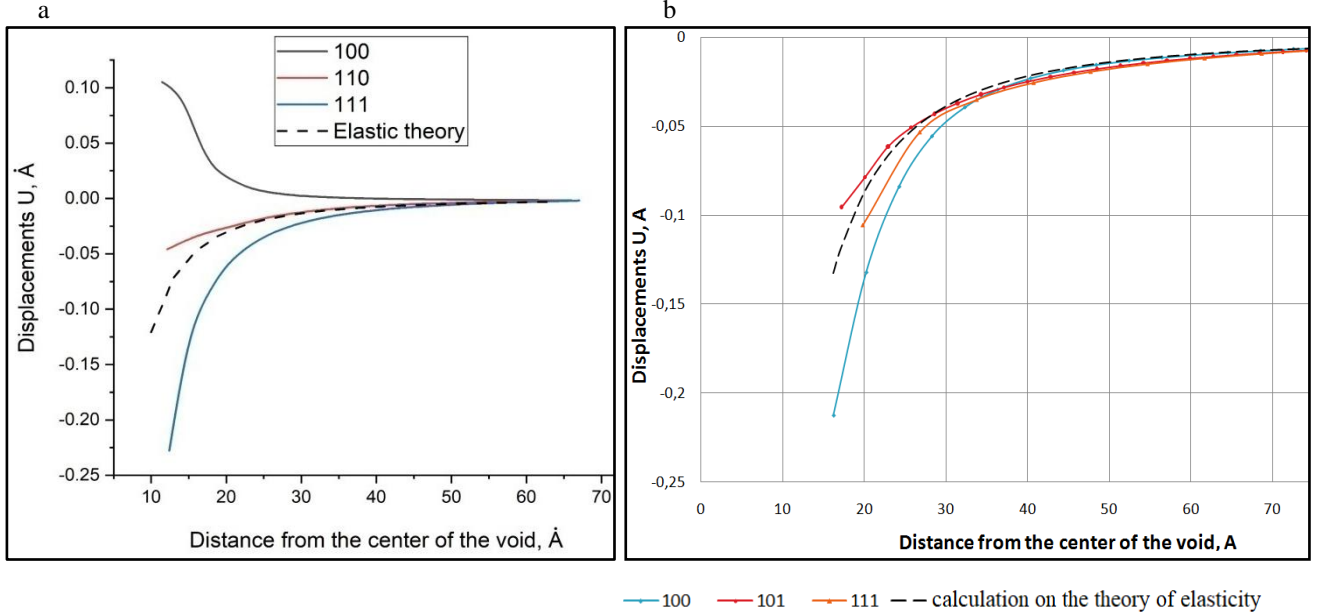 a
b
100
110
111
Elastic theory
0.10
0.05
0.00
-0.05
-0.10
-0.15
-0.20
-0.25
10 20 30 40 50 60 70
Displacements U, Ȧ
Distance from the center of the void, Ȧ
0
-0,05
-0,1
-0,15
-0,2
-0,25
0 10 20 30 40 50 60 70
Displacements U, A
Distance from the center of the void, A
100 101 111 calculation on the theory of elasticity